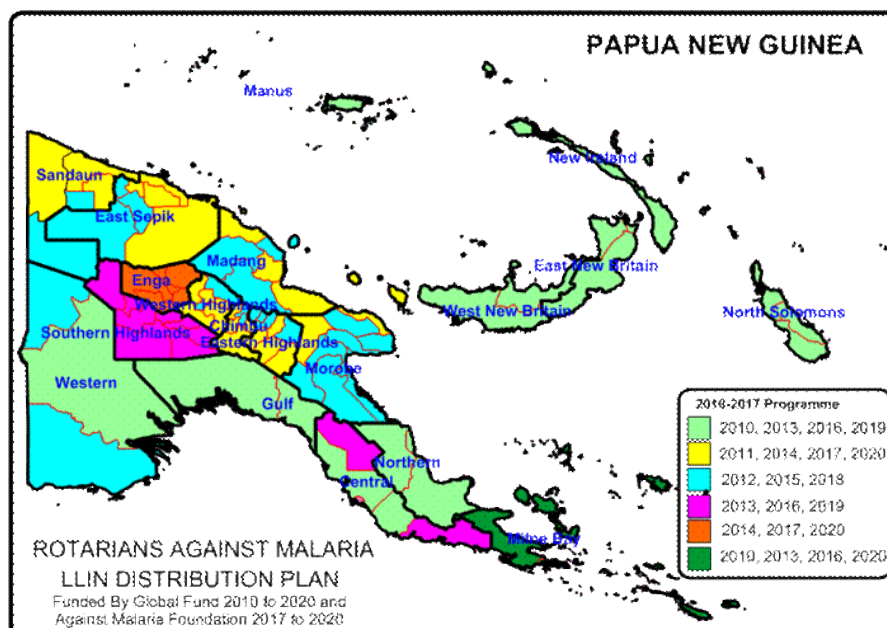 PAPUA NEW GUINEA
Manus
New Ireland
Sandaun
East Sepik
Madang
East New Britain
Enga
Western Highlands
West New Britain
North Solomons
Chimbu
Southern Highlands
Eastern Highlands
Morobe
Western
Gulf
Northern
Central
Milne Bay
2016-2017 Programme
2010, 2013, 2016, 2019
2011, 2014, 2017, 2020
2012, 2015, 2018
2013, 2016, 2019
2014, 2017, 2020
2010, 2013, 2016, 2020
ROTARIANS AGAINST MALARIA
LLIN DISTRIBUTION PLAN
Funded By Global Fund 2010 to 2020 and
Against Malaria Foundation 2017 to 2020